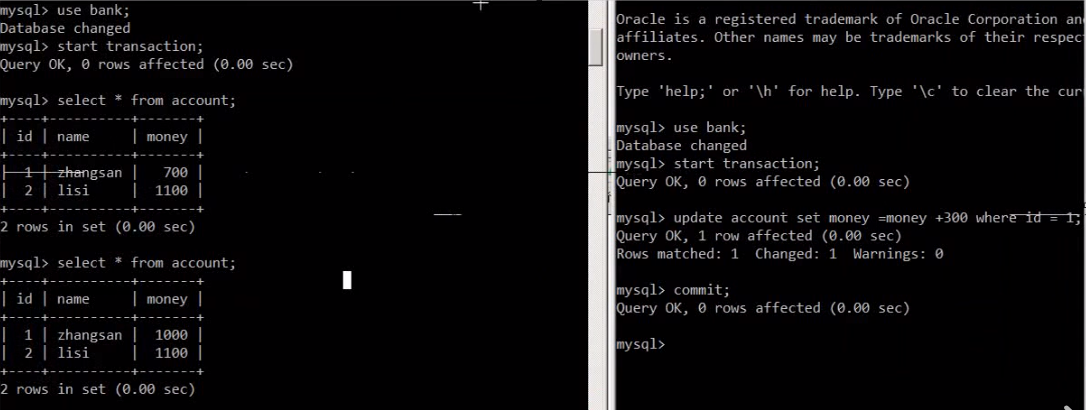 mysql> use bank;
Database changed
mysql> start transaction;
Query OK, 0 rows affected (0.00 sec)
mysql> select * from account;
+----+----------+-------+
| id | name     | money |
+----+----------+-------+
|  1 | zhangsan |   700 |
|  2 | lisi     |  1100 |
+----+----------+-------+
2 rows in set (0.00 sec)
mysql> select * from account;
+----+----------+-------+
| id | name     | money |
+----+----------+-------+
|  1 | zhangsan |  1000 |
|  2 | lisi     |  1100 |
+----+----------+-------+
2 rows in set (0.00 sec)
Oracle is a registered trademark of Oracle Corporation and
affiliates. Other names may be trademarks of their respec
owners.
Type 'help;' or '\h' for help. Type '\c' to clear the cur
mysql> use bank;
Database changed
mysql> start transaction;
Query OK, 0 rows affected (0.00 sec)
mysql> update account set money =money +300 where id = 1;
Query OK, 1 row affected (0.00 sec)
Rows matched: 1  Changed: 1  Warnings: 0
mysql> commit;
Query OK, 0 rows affected (0.00 sec)
mysql>